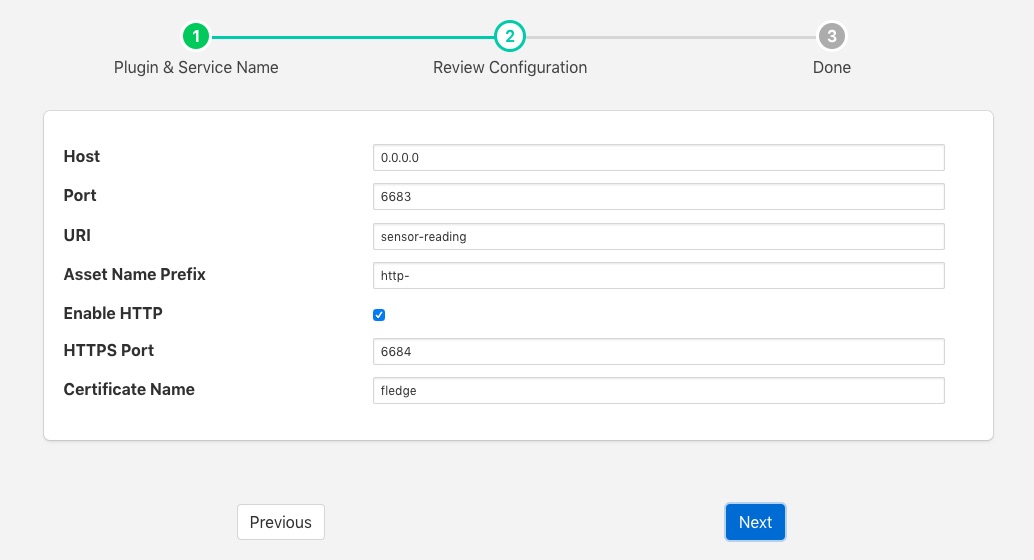 1 2 3
Plugin & Service Name Review Configuration Done
Host 0.0.0.0
Port 6683
URI sensor-reading
Asset Name Prefix http-
Enable HTTP
HTTPS Port 6684
Certificate Name fledge
Previous Next